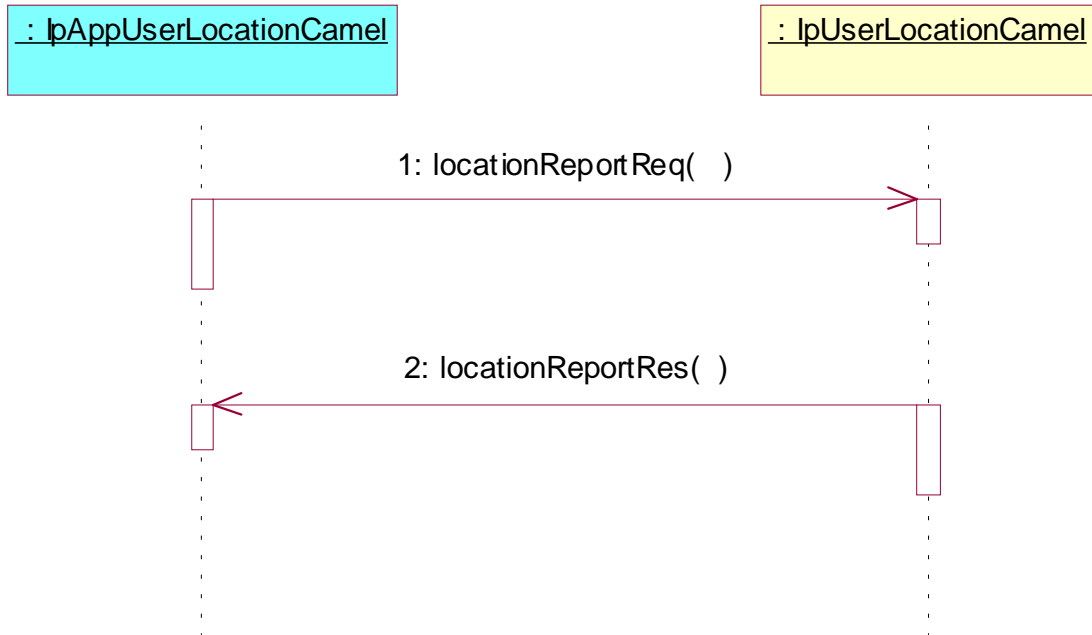 : IpAppUserLocationCamel
: IpUserLocationCamel
1: locationReportReq( )
2: locationReportRes( )